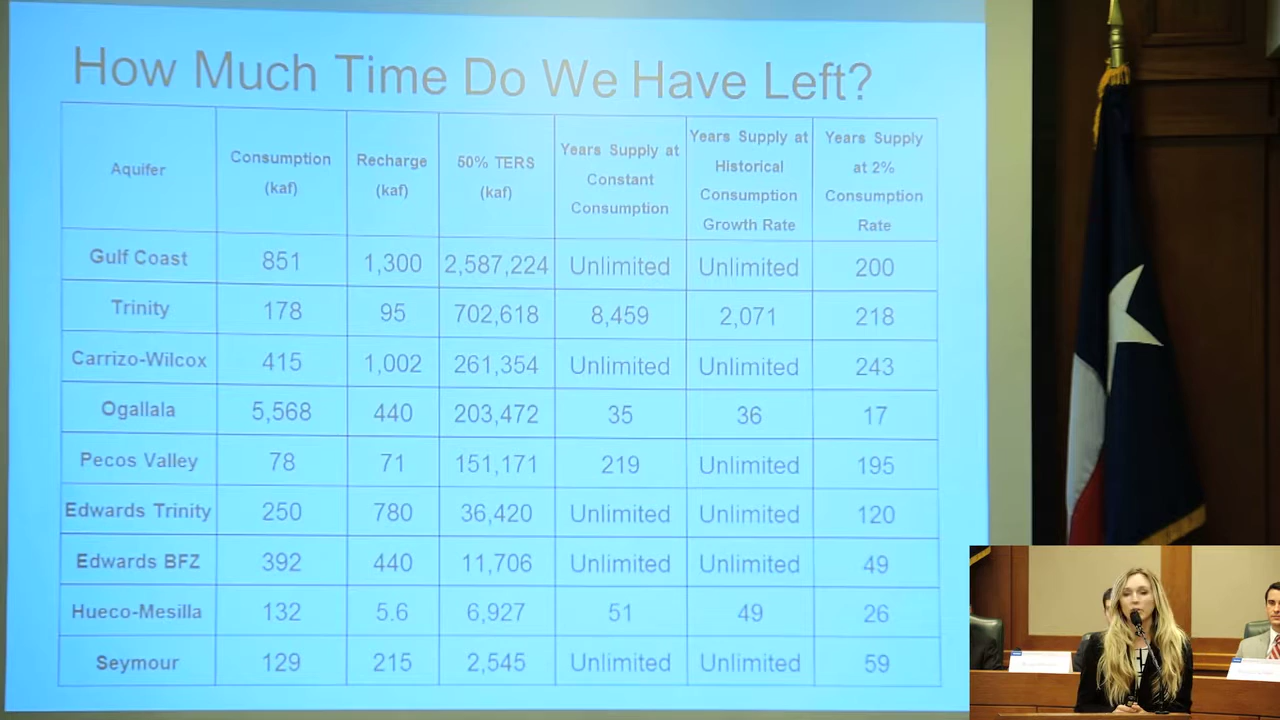 How Much Time Do We Have Left?
Aquifer
Consumption
(kaf)
Recharge
(kaf)
50% TERS
(kaf)
Years Supply at
Constant
Consumption
Years Supply at
Historical
Consumption
Growth Rate
Years Supply
at 2%
Consumption
Rate
Gulf Coast 851 1,300 2,587,224 Unlimited Unlimited 200
Trinity 178 95 702,618 8,459 2,071 218
Carrizo-Wilcox 415 1,002 261,354 Unlimited Unlimited 243
Ogallala 5,568 440 203,472 35 36 17
Pecos Valley 78 71 151,171 219 Unlimited 195
Edwards Trinity 250 780 36,420 Unlimited Unlimited 120
Edwards BFZ 392 440 11,706 Unlimited Unlimited 49
Hueco-Mesilla 132 5.6 6,927 51 49 26
Seymour 129 215 2,545 Unlimited Unlimited 59